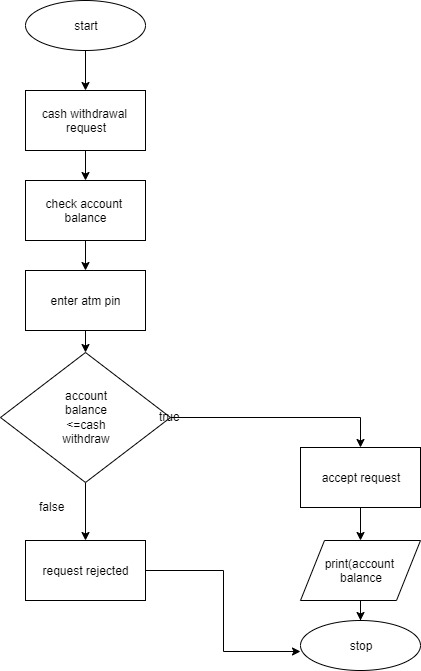 start
cash withdrawal
request
check account
balance
enter atm pin
account
balance
<=cash
withdraw
true
accept request
false
request rejected
print(account
balance
stop